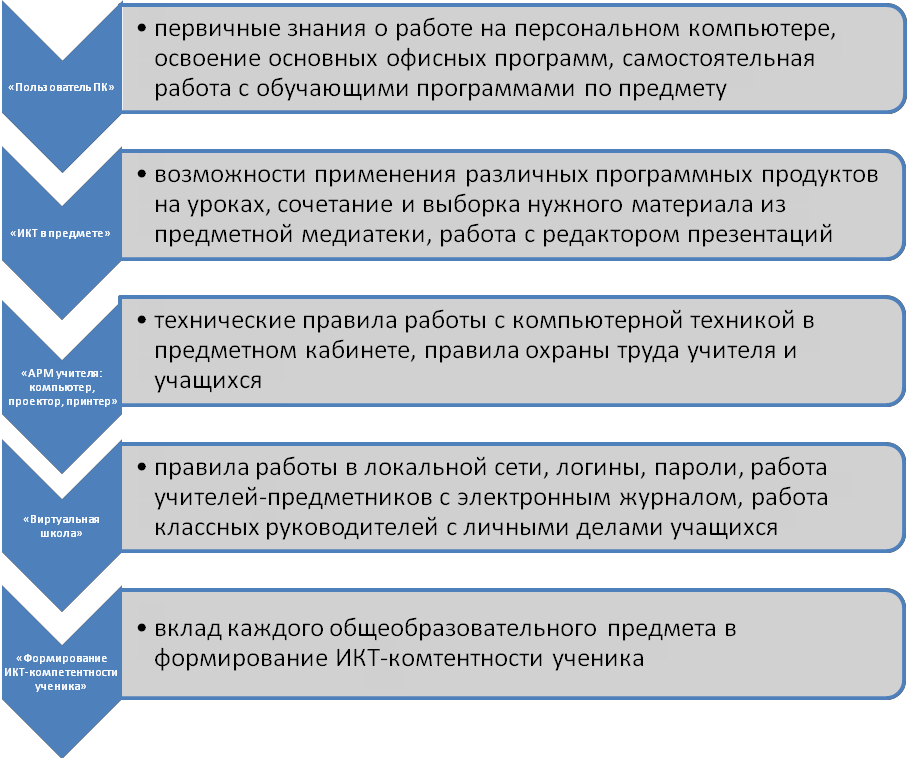 «Пользователь ПК»
• первичные знания о работе на персональном компьютере,
освоение основных офисных программ, самостоятельная
работа с обучающими программами по предмету
«ИКТ в предмете»
• возможности применения различных программных продуктов
на уроках, сочетание и выборка нужного материала из
предметной медиатеки, работа с редактором презентаций
«АРМ учителя:
компьютер,
проектор, принтер»
• технические правила работы с компьютерной техникой в
предметном кабинете, правила охраны труда учителя и
учащихся
«Виртуальная
школа»
• правила работы в локальной сети, логины, пароли, работа
учителей-предметников с электронным журналом, работа
классных руководителей с личными делами учащихся
«Формирование
ИКТ-компетентности
ученика»
• вклад каждого общеобразовательного предмета в
формирование ИКТ-комтентности ученика